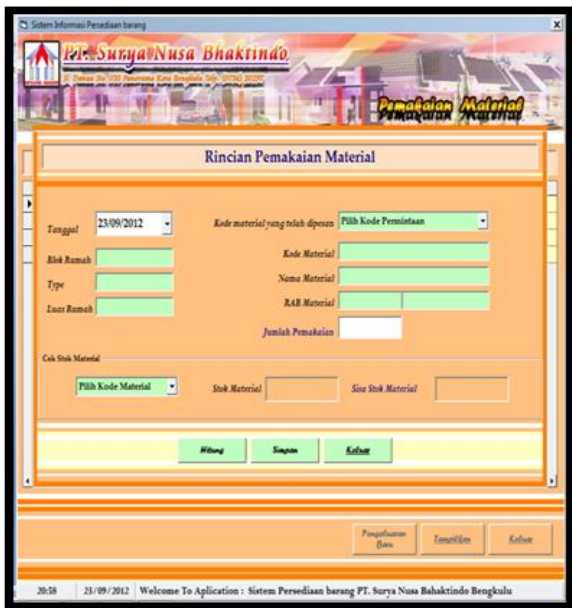 Sistem Informasi Persediaan barang
PT. Surya Nusa Bhaktindo
Pemakaian Material
Rincian Pemakaian Material
Tanggal 23/09/2012 Kode material yang telah dipesan Pilih Kode Permintaan
Blok Rumah Kode Material
Type Nama Material
Luas Rumah RAB Material
Jumlah Pemakaian
Cek Stok Material
Pilih Kode Material Stok Material Sisa Stok Material
Hitung Simpan Keluar
Pengeluaran Baru Tampilkan Keluar
20:58 23/09/2012 Welcome To Aplication : Sistem Persediaan barang PT. Surya Nusa Bahaktindo Bengkulu